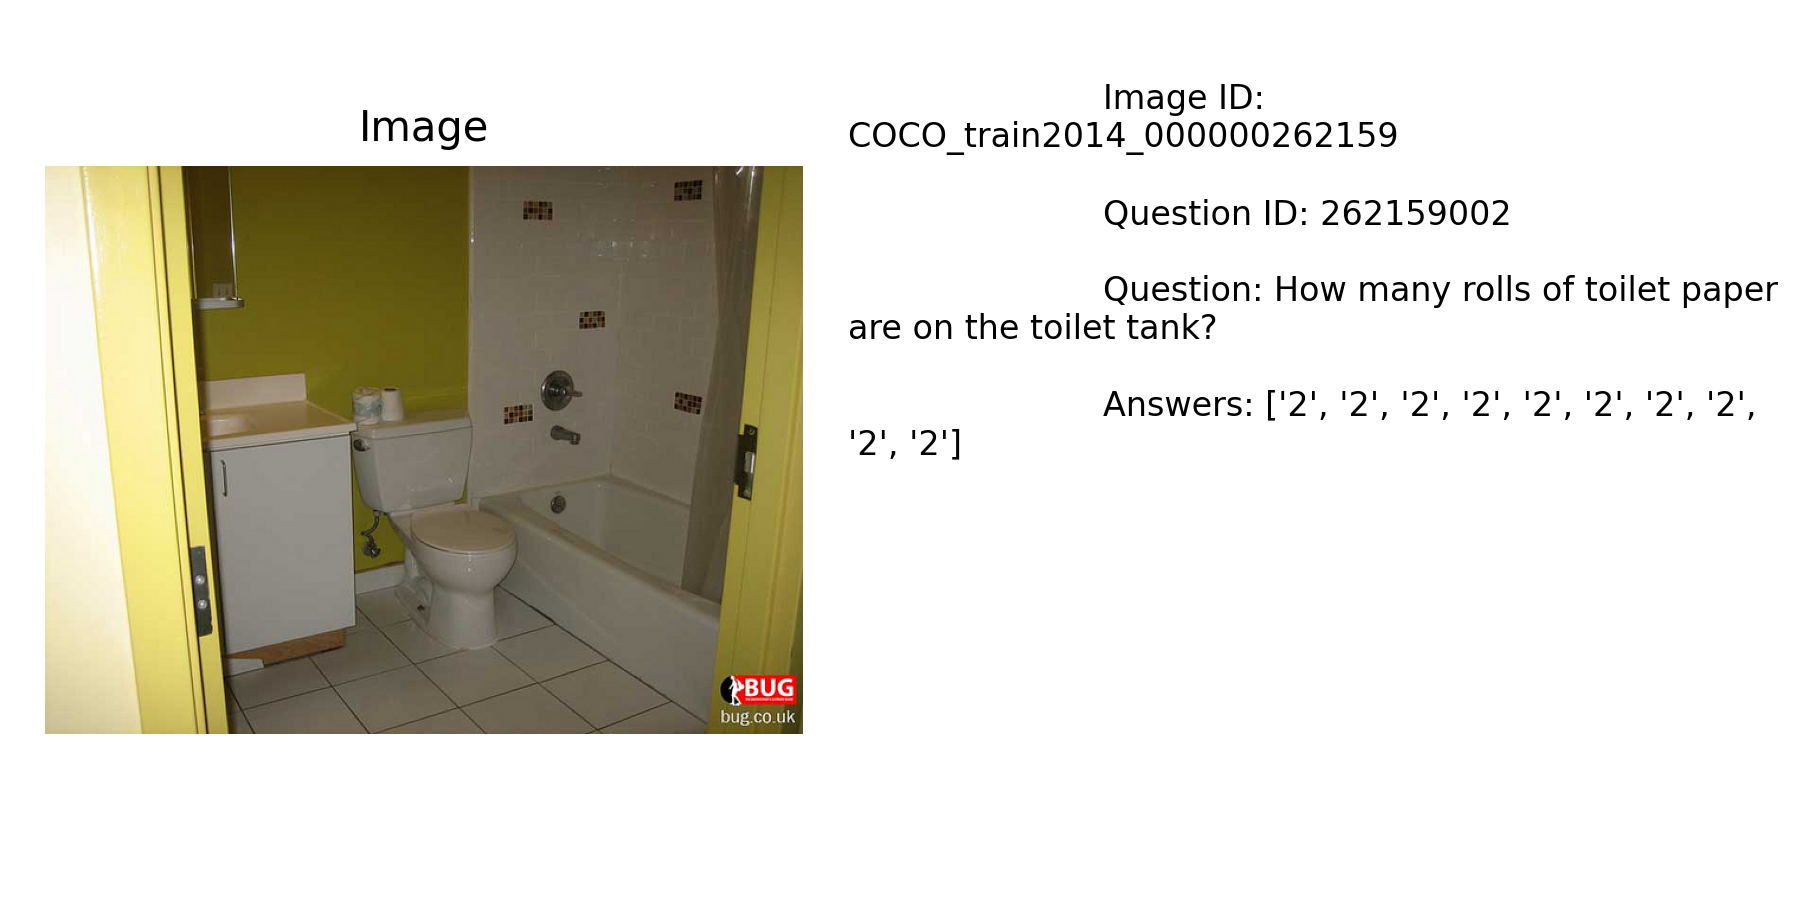 Image
Image ID:
COCO_train2014_000000262159
Question ID: 262159002
Question: How many rolls of toilet paper
are on the toilet tank?
Answers: ['2', '2', '2', '2', '2', '2', '2', '2',
'2', '2']
BUG
bug.co.uk